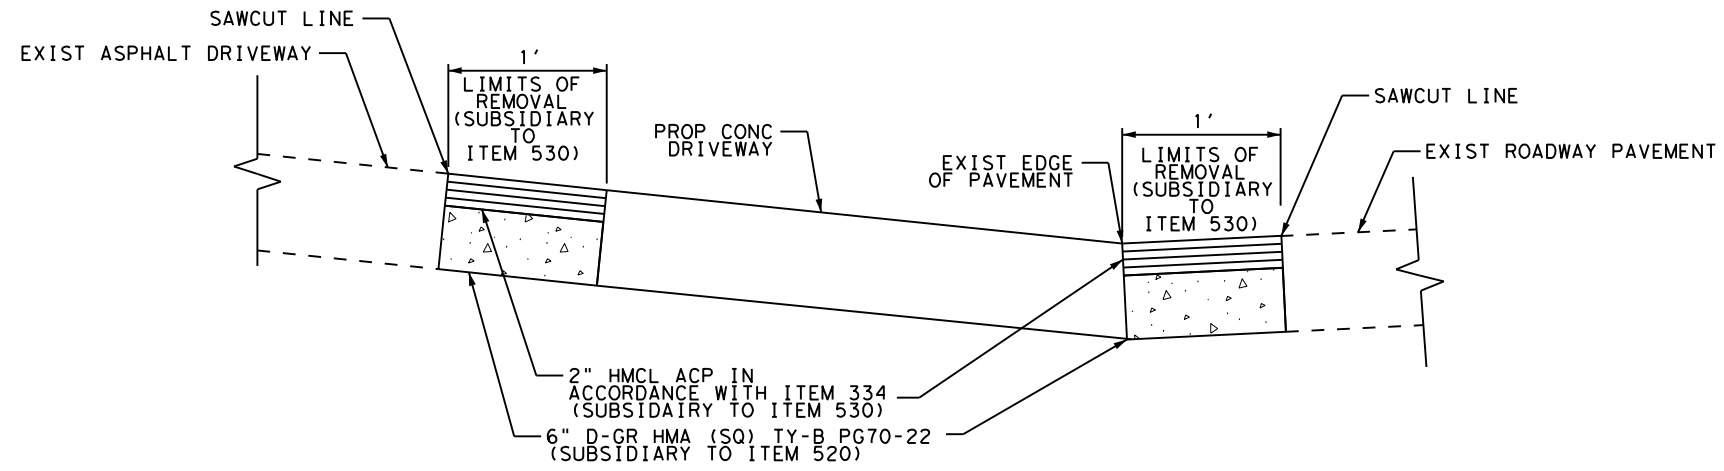 SAWCUT LINE
EXIST ASPHALT DRIVEWAY
1'
LIMITS OF
REMOVAL
(SUBSIDIARY
TO
ITEM 530)
PROP CONC
DRIVEWAY
EXIST EDGE
OF PAVEMENT
1'
LIMITS OF
REMOVAL
(SUBSIDIARY
TO
ITEM 530)
SAWCUT LINE
EXIST ROADWAY PAVEMENT
2" HMCL ACP IN
ACCORDANCE WITH ITEM 334
(SUBSIDAIRY TO ITEM 530)
6" D-GR HMA (SQ) TY-B PG70-22
(SUBSIDIARY TO ITEM 520)